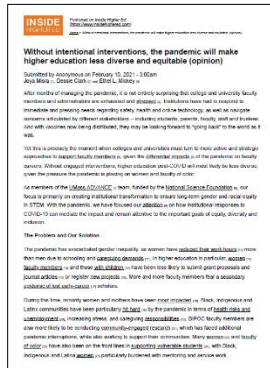 INSIDE
HIGHER ED
Published on Inside Higher Ed
Without intentional interventions, the pandemic will make
higher education less diverse and equitable (opinion)
Submitted by Anonymous on February 10, 2021 - 3:00am
Joya Misra, Dessie Clark and Ethel L. Mickey
After months of managing the pandemic, it is not entirely surprising that college and university faculty
members and administrators are exhausted and stressed. Institutions have had to respond to
immediate and pressing needs regarding safety, health and online technology, as well as navigate
concerns articulated by different stakeholders -- including students, parents, faculty, staff and trustees.
And with vaccines now being distributed, they may be looking forward to "going back" to the world as it
was.
Yet this is precisely the moment when colleges and universities must turn to more active and strategic
approaches to support faculty members, given the differential impacts of the pandemic on faculty
careers. Without engaged interventions, higher education post-COVID will most likely be less diverse,
given the pressure the pandemic is placing on women and faculty of color.
As members of the UMass ADVANCE team, funded by the National Science Foundation, our
focus is primarily on creating institutional transformation to ensure long-term gender and racial equity
in STEM. With the pandemic, we have focused our attention on how institutional responses to
COVID-19 can mediate the impact and remain attentive to the important goals of equity, diversity and
inclusion.
The Problem and Our Solution
The pandemic has exacerbated gender inequality, as women have reduced their work hours more
than men due to schooling and caregiving demands. In higher education in particular, women
faculty members and those with children have been less likely to submit grant proposals and
journal articles or register new projects. More and more faculty members fear a secondary
epidemic of lost early-career scholars.
During this time, minority women and mothers have been most impacted. Black, Indigenous and
Latinx communities have been particularly hit hard by the pandemic in terms of health risks and
unemployment, increasing stress, and caregiving responsibilities. BIPOC faculty members are
also more likely to be conducting community-engaged research, which has faced additional
pandemic interruptions, while also working to support their communities. Many women and faculty
of color have also been on the front lines in supporting vulnerable students, with Black,
Indigenous and Latina women particularly burdened with mentoring and service work.